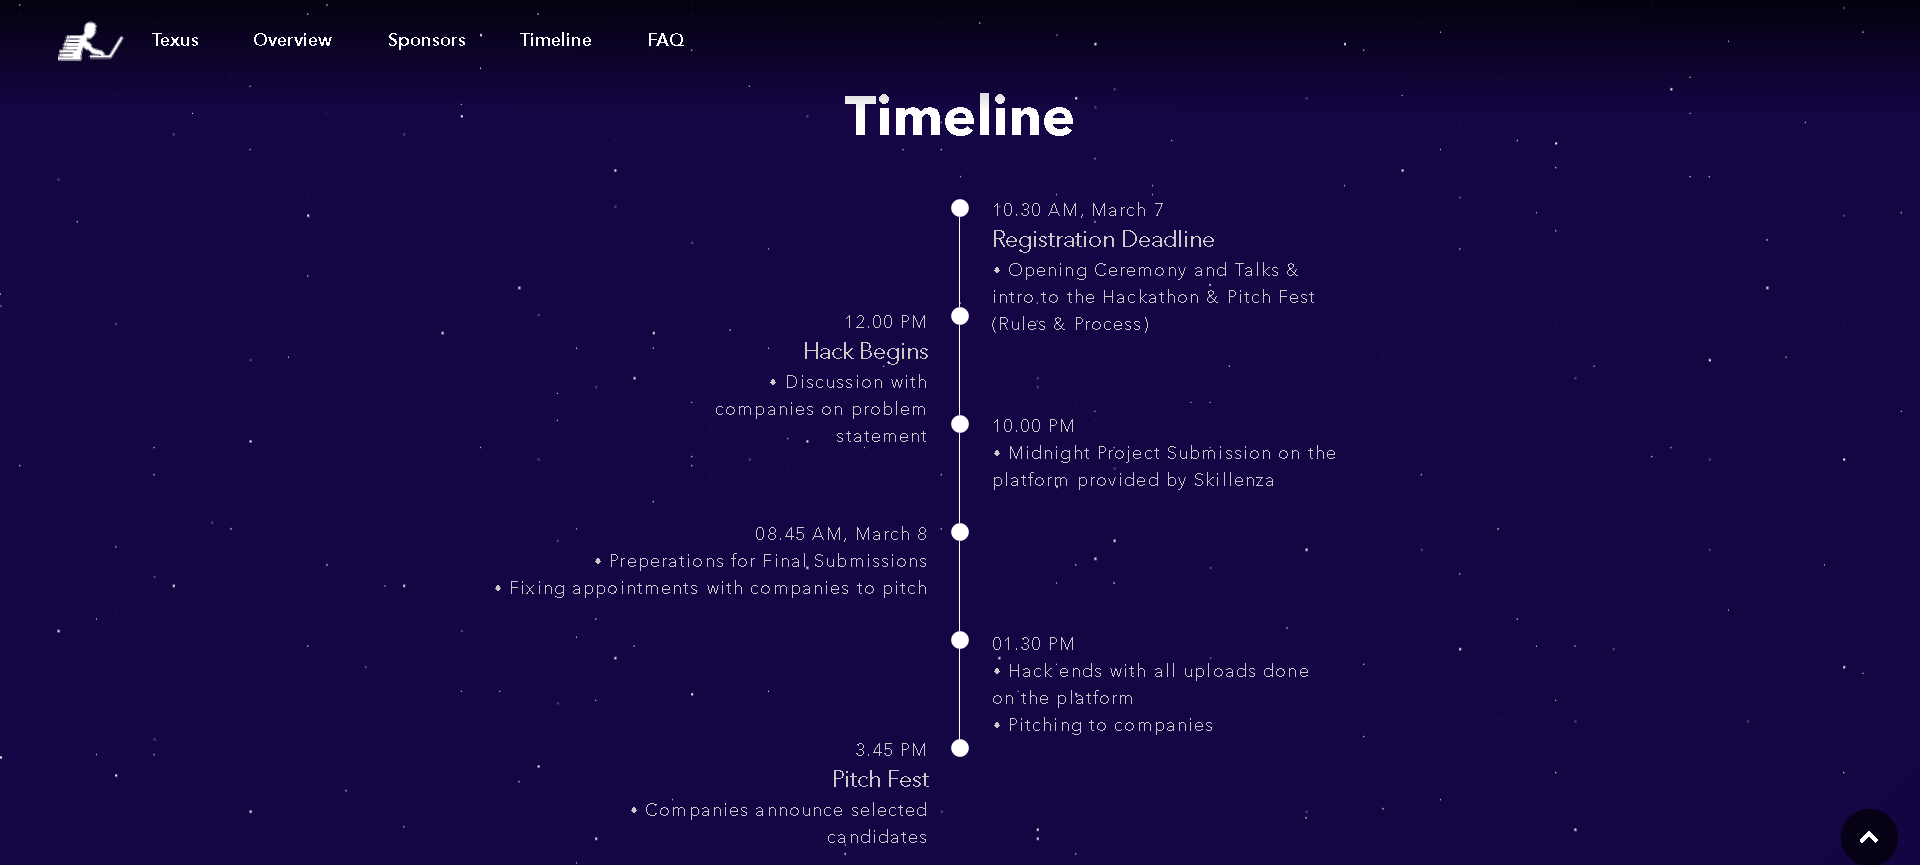 Texus
Overview
Sponsors
Timeline
FAQ
Timeline
10.30 AM, March 7
Registration Deadline
• Opening Ceremony and Talks &
intro to the Hackathon & Pitch Fest
(Rules & Process)
12.00 PM
Hack Begins
• Discussion with
companies on problem
statement
10.00 PM
• Midnight Project Submission on the
platform provided by Skillenza
08.45 AM, March 8
• Preperations for Final Submissions
• Fixing appointments with companies to pitch
01.30 PM
• Hack ends with all uploads done
on the platform
• Pitching to companies
3.45 PM
Pitch Fest
• Companies announce selected
candidates